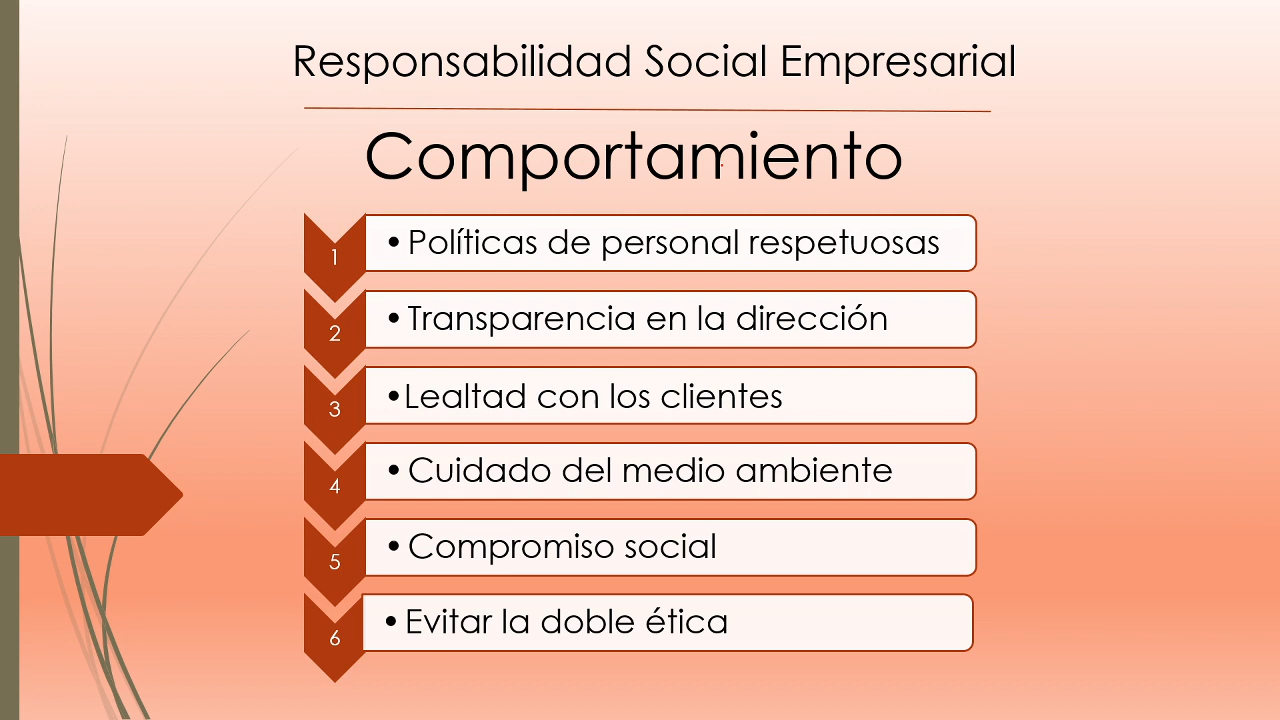 Responsabilidad Social Empresarial
Comportamiento
1 • Políticas de personal respetuosas
2 • Transparencia en la dirección
3 • Lealtad con los clientes
4 • Cuidado del medio ambiente
5 • Compromiso social
6 • Evitar la doble ética